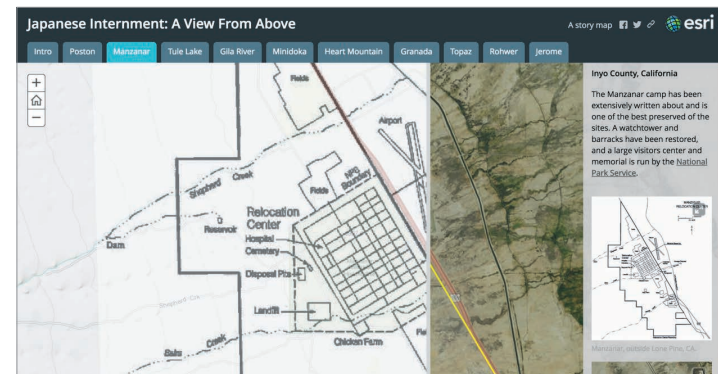 Japanese Internment: A View From Above
A story map
esri
Intro
Poston
Manzanar
Tule Lake
Gila River
Minidoka
Heart Mountain
Granada
Topaz
Rohwer
Jerome
+
−
Fields
Airport
Shepherd Creek
NPS
Boundary
Fields
Dam
Reservoir
Relocation
Center
Hospital
Cemetery
Disposal Pits
Landfill
Shepherd Crk
Bairs Creek
Chicken Farm
Inyo County, California
The Manzanar camp has been
extensively written about and is
one of the best preserved of the
sites. A watchtower and
barracks have been restored,
and a large visitors center and
memorial is run by the National
Park Service.
Manzanar, outside Lone Pine, CA.